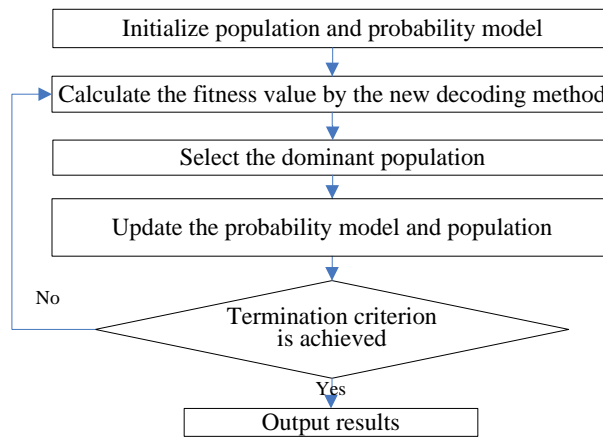 Initialize population and probability model
Calculate the fitness value by the new decoding method
Select the dominant population
Update the probability model and population
No
Termination criterion
is achieved
Yes
Output results